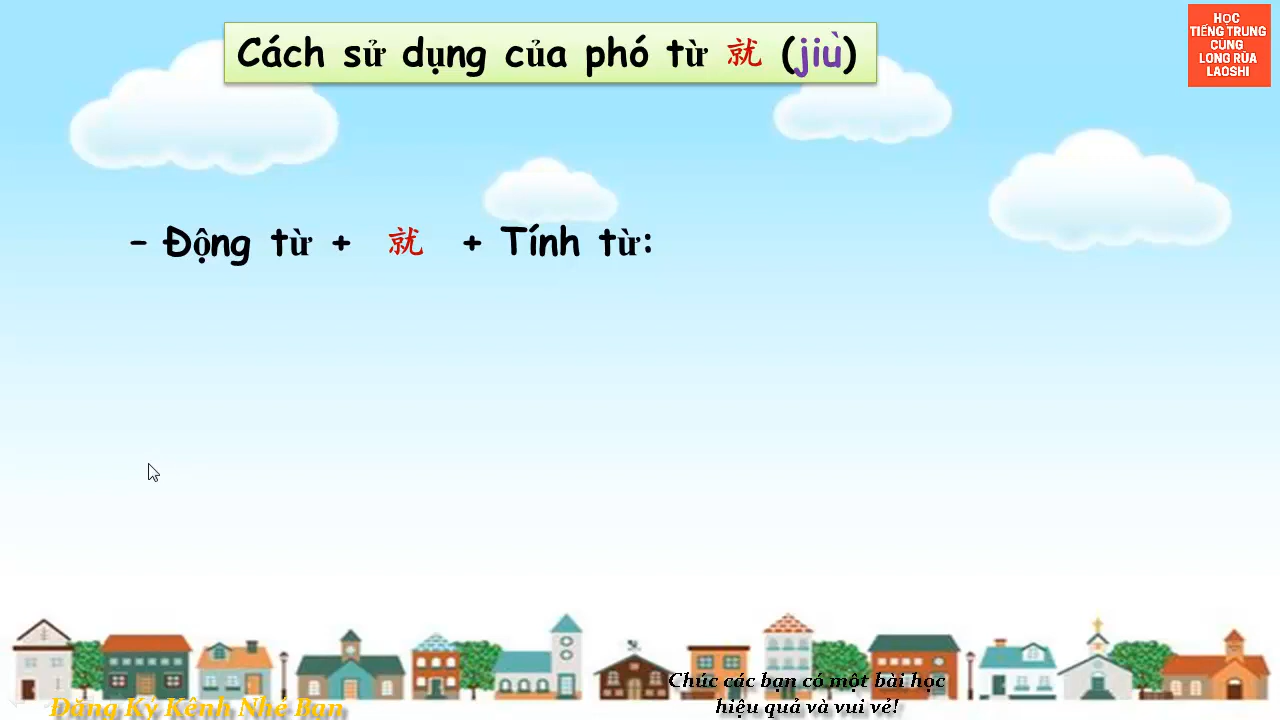 Cách sử dụng của phó từ 就 (jiù)
HỌC
TIẾNG TRUNG
CUNG
LONG RÙA
LAOSHI
- Động từ + 就 + Tính từ:
Chúc các bạn có một bài học
hiệu quả và vui vẻ!
Đăng Ký Kênh Nhé Bạn